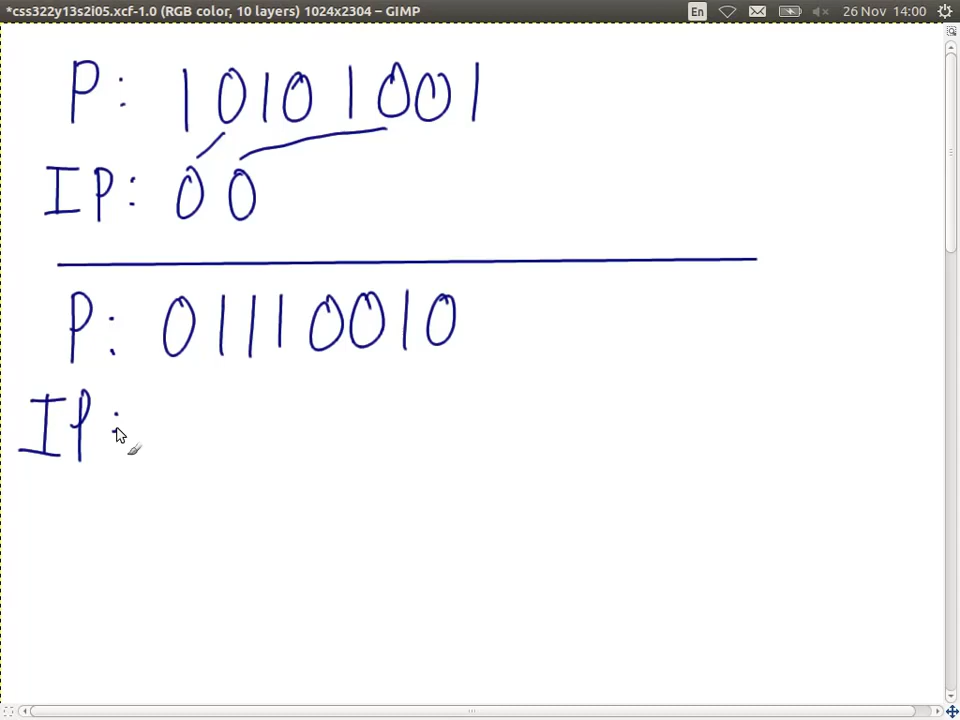 *css322y13s2i05.xcf-1.0 (RGB color, 10 layers) 1024x2304 – GIMP
En
26 Nov 14:00
P: 10101001
IP: 00
P: 01110010
IP: